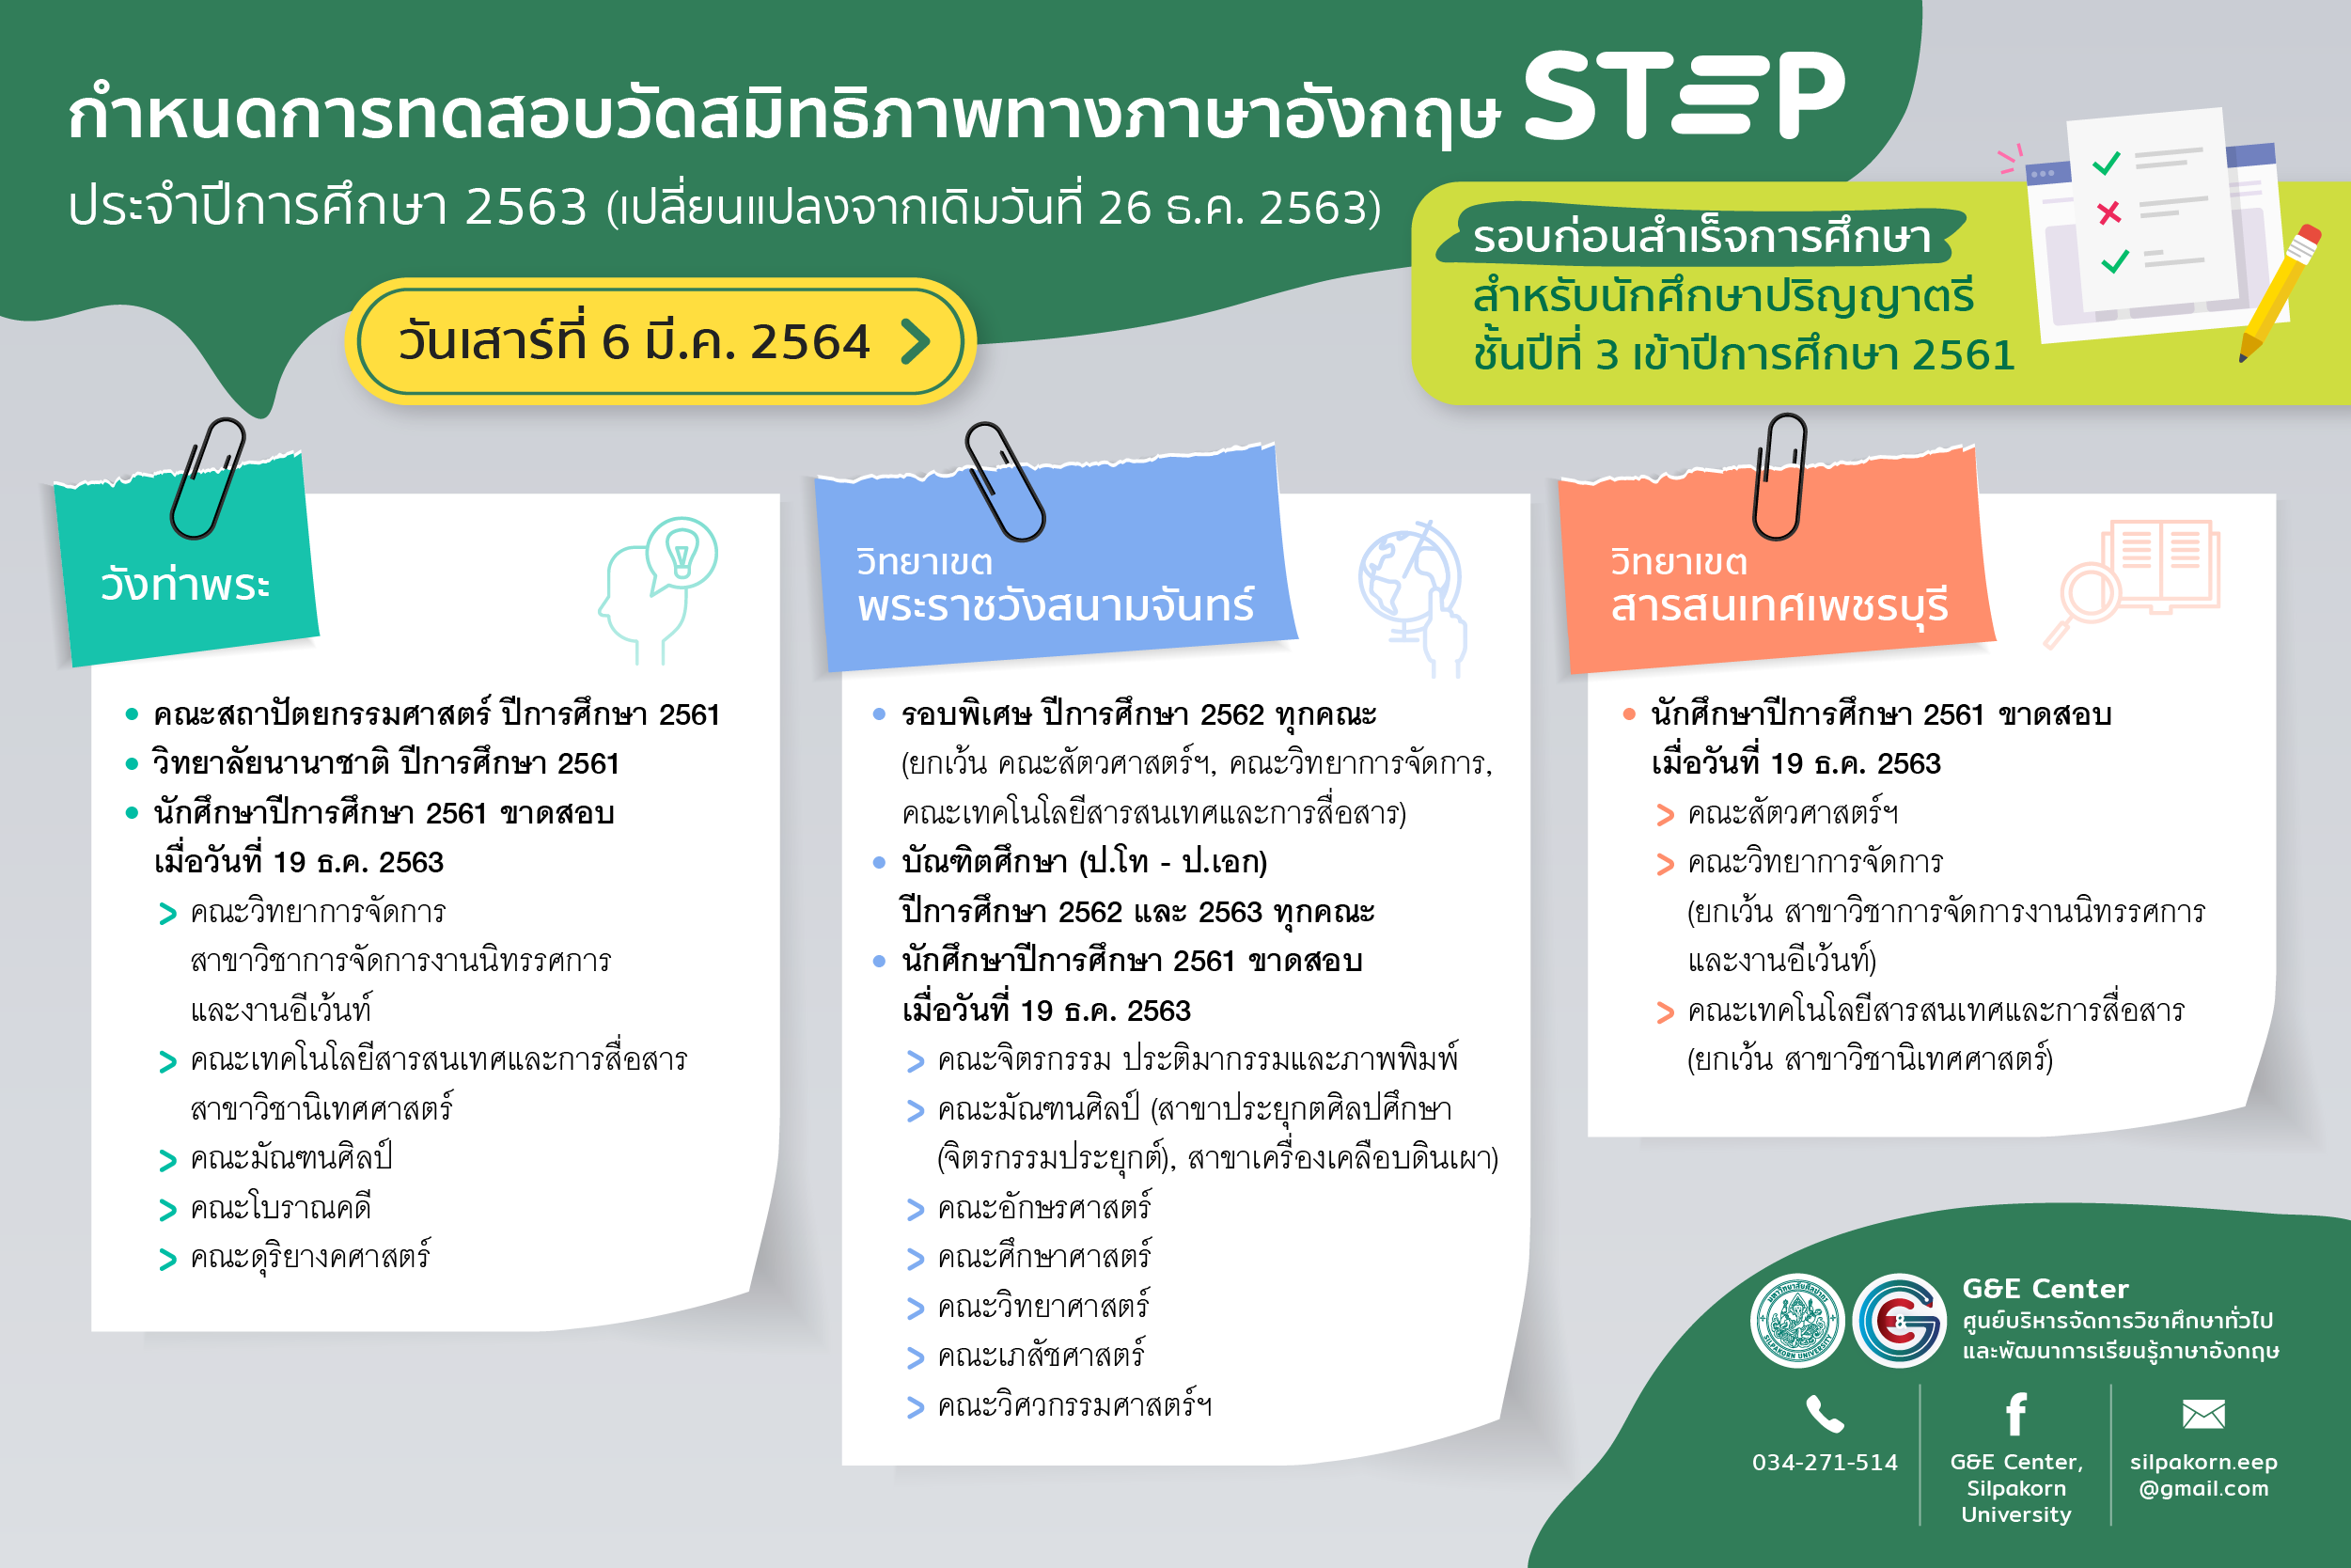 กำหนดการทดสอบวัดสมิทธิภาพทางภาษาอังกฤษ STEP
ประจำปีการศึกษา 2563 (เปลี่ยนแปลงจากเดิมวันที่ 26 ธ.ค. 2563)
วันเสาร์ที่ 6 มี.ค. 2564
รอบก่อนสำเร็จการศึกษา
สำหรับนักศึกษาปริญญาตรี
ชั้นปีที่ 3 เข้าปีการศึกษา 2561
วังท่าพระ
คณะสถาปัตยกรรมศาสตร์ ปีการศึกษา 2561
วิทยาลัยนานาชาติ ปีการศึกษา 2561
นักศึกษาปีการศึกษา 2561 ขาดสอบ
เมื่อวันที่ 19 ธ.ค. 2563
คณะวิทยาการจัดการ
สาขาวิชาการจัดการงานนิทรรศการ
และงานอีเว้นท์
คณะเทคโนโลยีสารสนเทศและการสื่อสาร
สาขาวิชานิเทศศาสตร์
คณะมัณฑนศิลป์
คณะโบราณคดี
คณะดุริยางคศาสตร์
วิทยาเขต
พระราชวังสนามจันทร์
รอบพิเศษ ปีการศึกษา 2562 ทุกคณะ
(ยกเว้น คณะสัตวศาสตร์ฯ, คณะวิทยาการจัดการ,
คณะเทคโนโลยีสารสนเทศและการสื่อสาร)
บัณฑิตศึกษา (ป.โท - ป.เอก)
ปีการศึกษา 2562 และ 2563 ทุกคณะ
นักศึกษาปีการศึกษา 2561 ขาดสอบ
เมื่อวันที่ 19 ธ.ค. 2563
คณะจิตรกรรม ประติมากรรมและภาพพิมพ์
คณะมัณฑนศิลป์ (สาขาประยุกตศิลปศึกษา
(จิตรกรรมประยุกต์), สาขาเครื่องเคลือบดินเผา)
คณะอักษรศาสตร์
คณะศึกษาศาสตร์
คณะวิทยาศาสตร์
คณะเภสัชศาสตร์
คณะวิศวกรรมศาสตร์ฯ
วิทยาเขต
สารสนเทศเพชรบุรี
นักศึกษาปีการศึกษา 2561 ขาดสอบ
เมื่อวันที่ 19 ธ.ค. 2563
คณะสัตวศาสตร์ฯ
คณะวิทยาการจัดการ
(ยกเว้น สาขาวิชาการจัดการงานนิทรรศการ
และงานอีเว้นท์)
คณะเทคโนโลยีสารสนเทศและการสื่อสาร
(ยกเว้น สาขาวิชานิเทศศาสตร์)
มหาวิทยาลัยศิลปากร
SILPAKORN UNIVERSITY
G&E
G&E Center
ศูนย์บริหารจัดการวิชาศึกษาทั่วไป
และพัฒนาการเรียนรู้ภาษาอังกฤษ
034-271-514
G&E Center,
Silpakorn
University
silpakorn.eep
@gmail.com